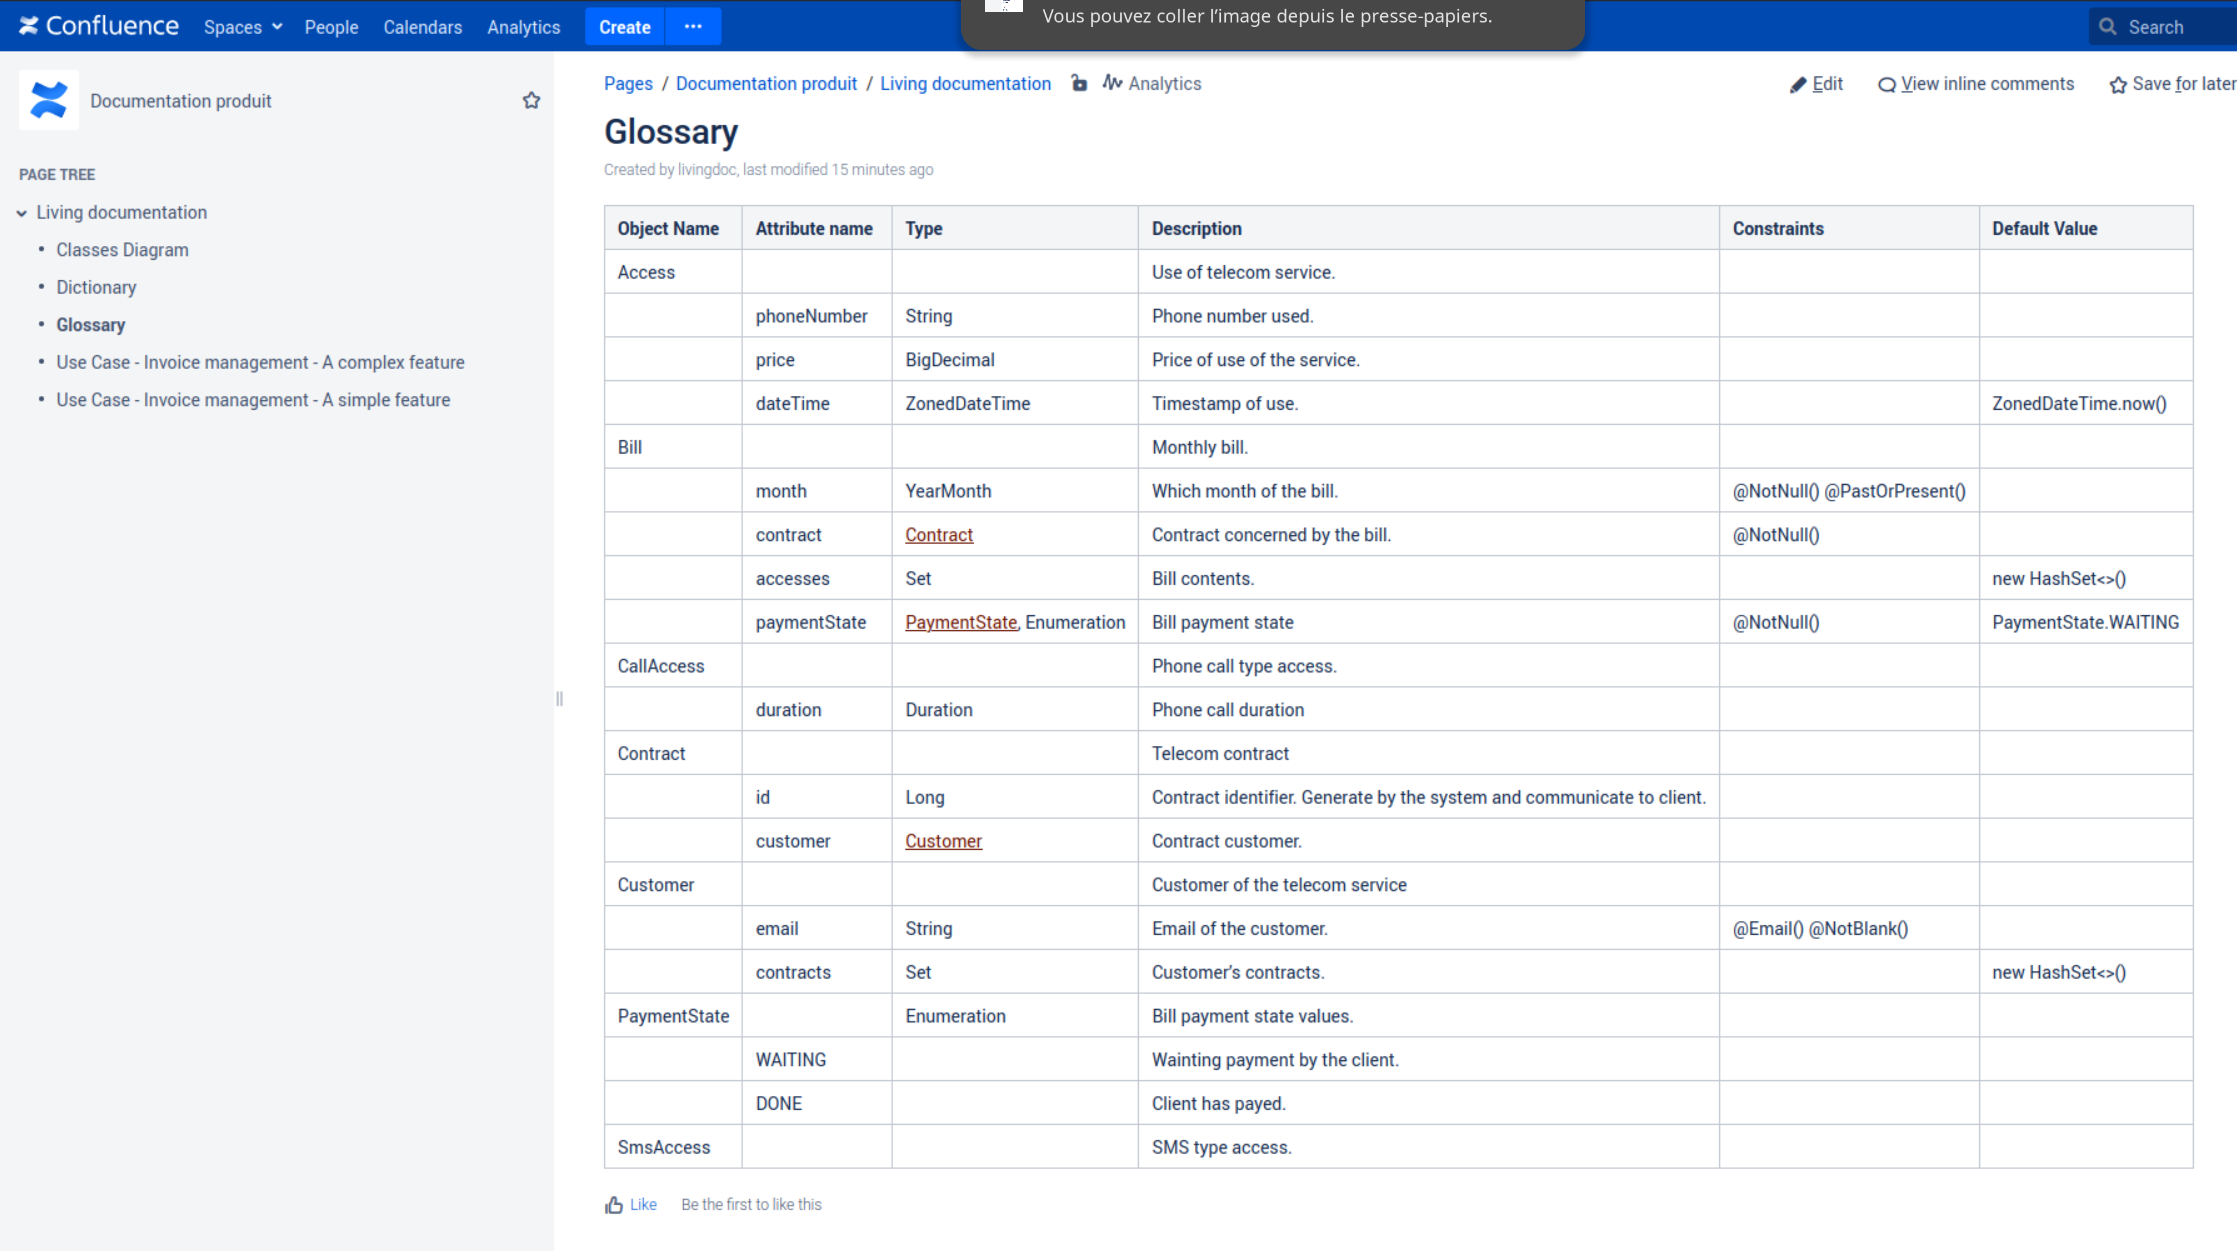 Confluence Spaces People Calendars Analytics Create ··· Vous pouvez coller l’image depuis le presse-papiers. Search
Documentation produit
PAGE TREE
Living documentation
• Classes Diagram
• Dictionary
• Glossary
• Use Case - Invoice management - A complex feature
• Use Case - Invoice management - A simple feature
Pages / Documentation produit / Living documentation Analytics
Edit View inline comments Save for later
Glossary
Created by livingdoc, last modified 15 minutes ago
Object Name Attribute name Type Description Constraints Default Value
Access Use of telecom service.
phoneNumber String Phone number used.
price BigDecimal Price of use of the service.
dateTime ZonedDateTime Timestamp of use. ZonedDateTime.now()
Bill Monthly bill.
month YearMonth Which month of the bill. @NotNull() @PastOrPresent()
contract Contract Contract concerned by the bill. @NotNull()
accesses Set Bill contents. new HashSet<>()
paymentState PaymentState, Enumeration Bill payment state @NotNull() PaymentState.WAITING
CallAccess Phone call type access.
duration Duration Phone call duration
Contract Telecom contract
id Long Contract identifier. Generate by the system and communicate to client.
customer Customer Contract customer.
Customer Customer of the telecom service
email String Email of the customer. @Email() @NotBlank()
contracts Set Customer’s contracts. new HashSet<>()
PaymentState Enumeration Bill payment state values.
WAITING Wainting payment by the client.
DONE Client has payed.
SmsAccess SMS type access.
Like Be the first to like this